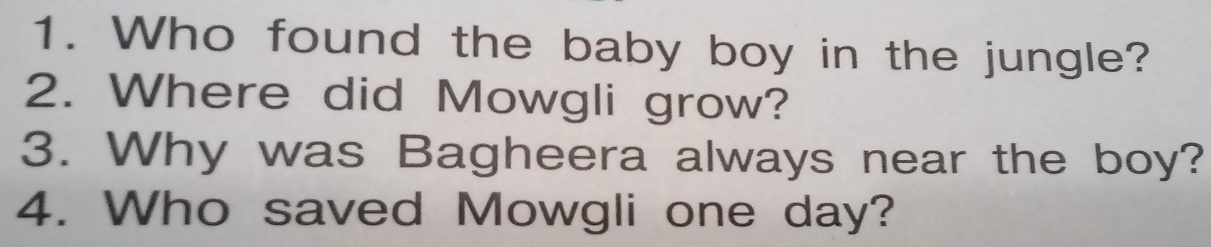 1. Who found the baby boy in the jungle?
2. Where did Mowgli grow?
3. Why was Bagheera always near the boy?
4. Who saved Mowgli one day?